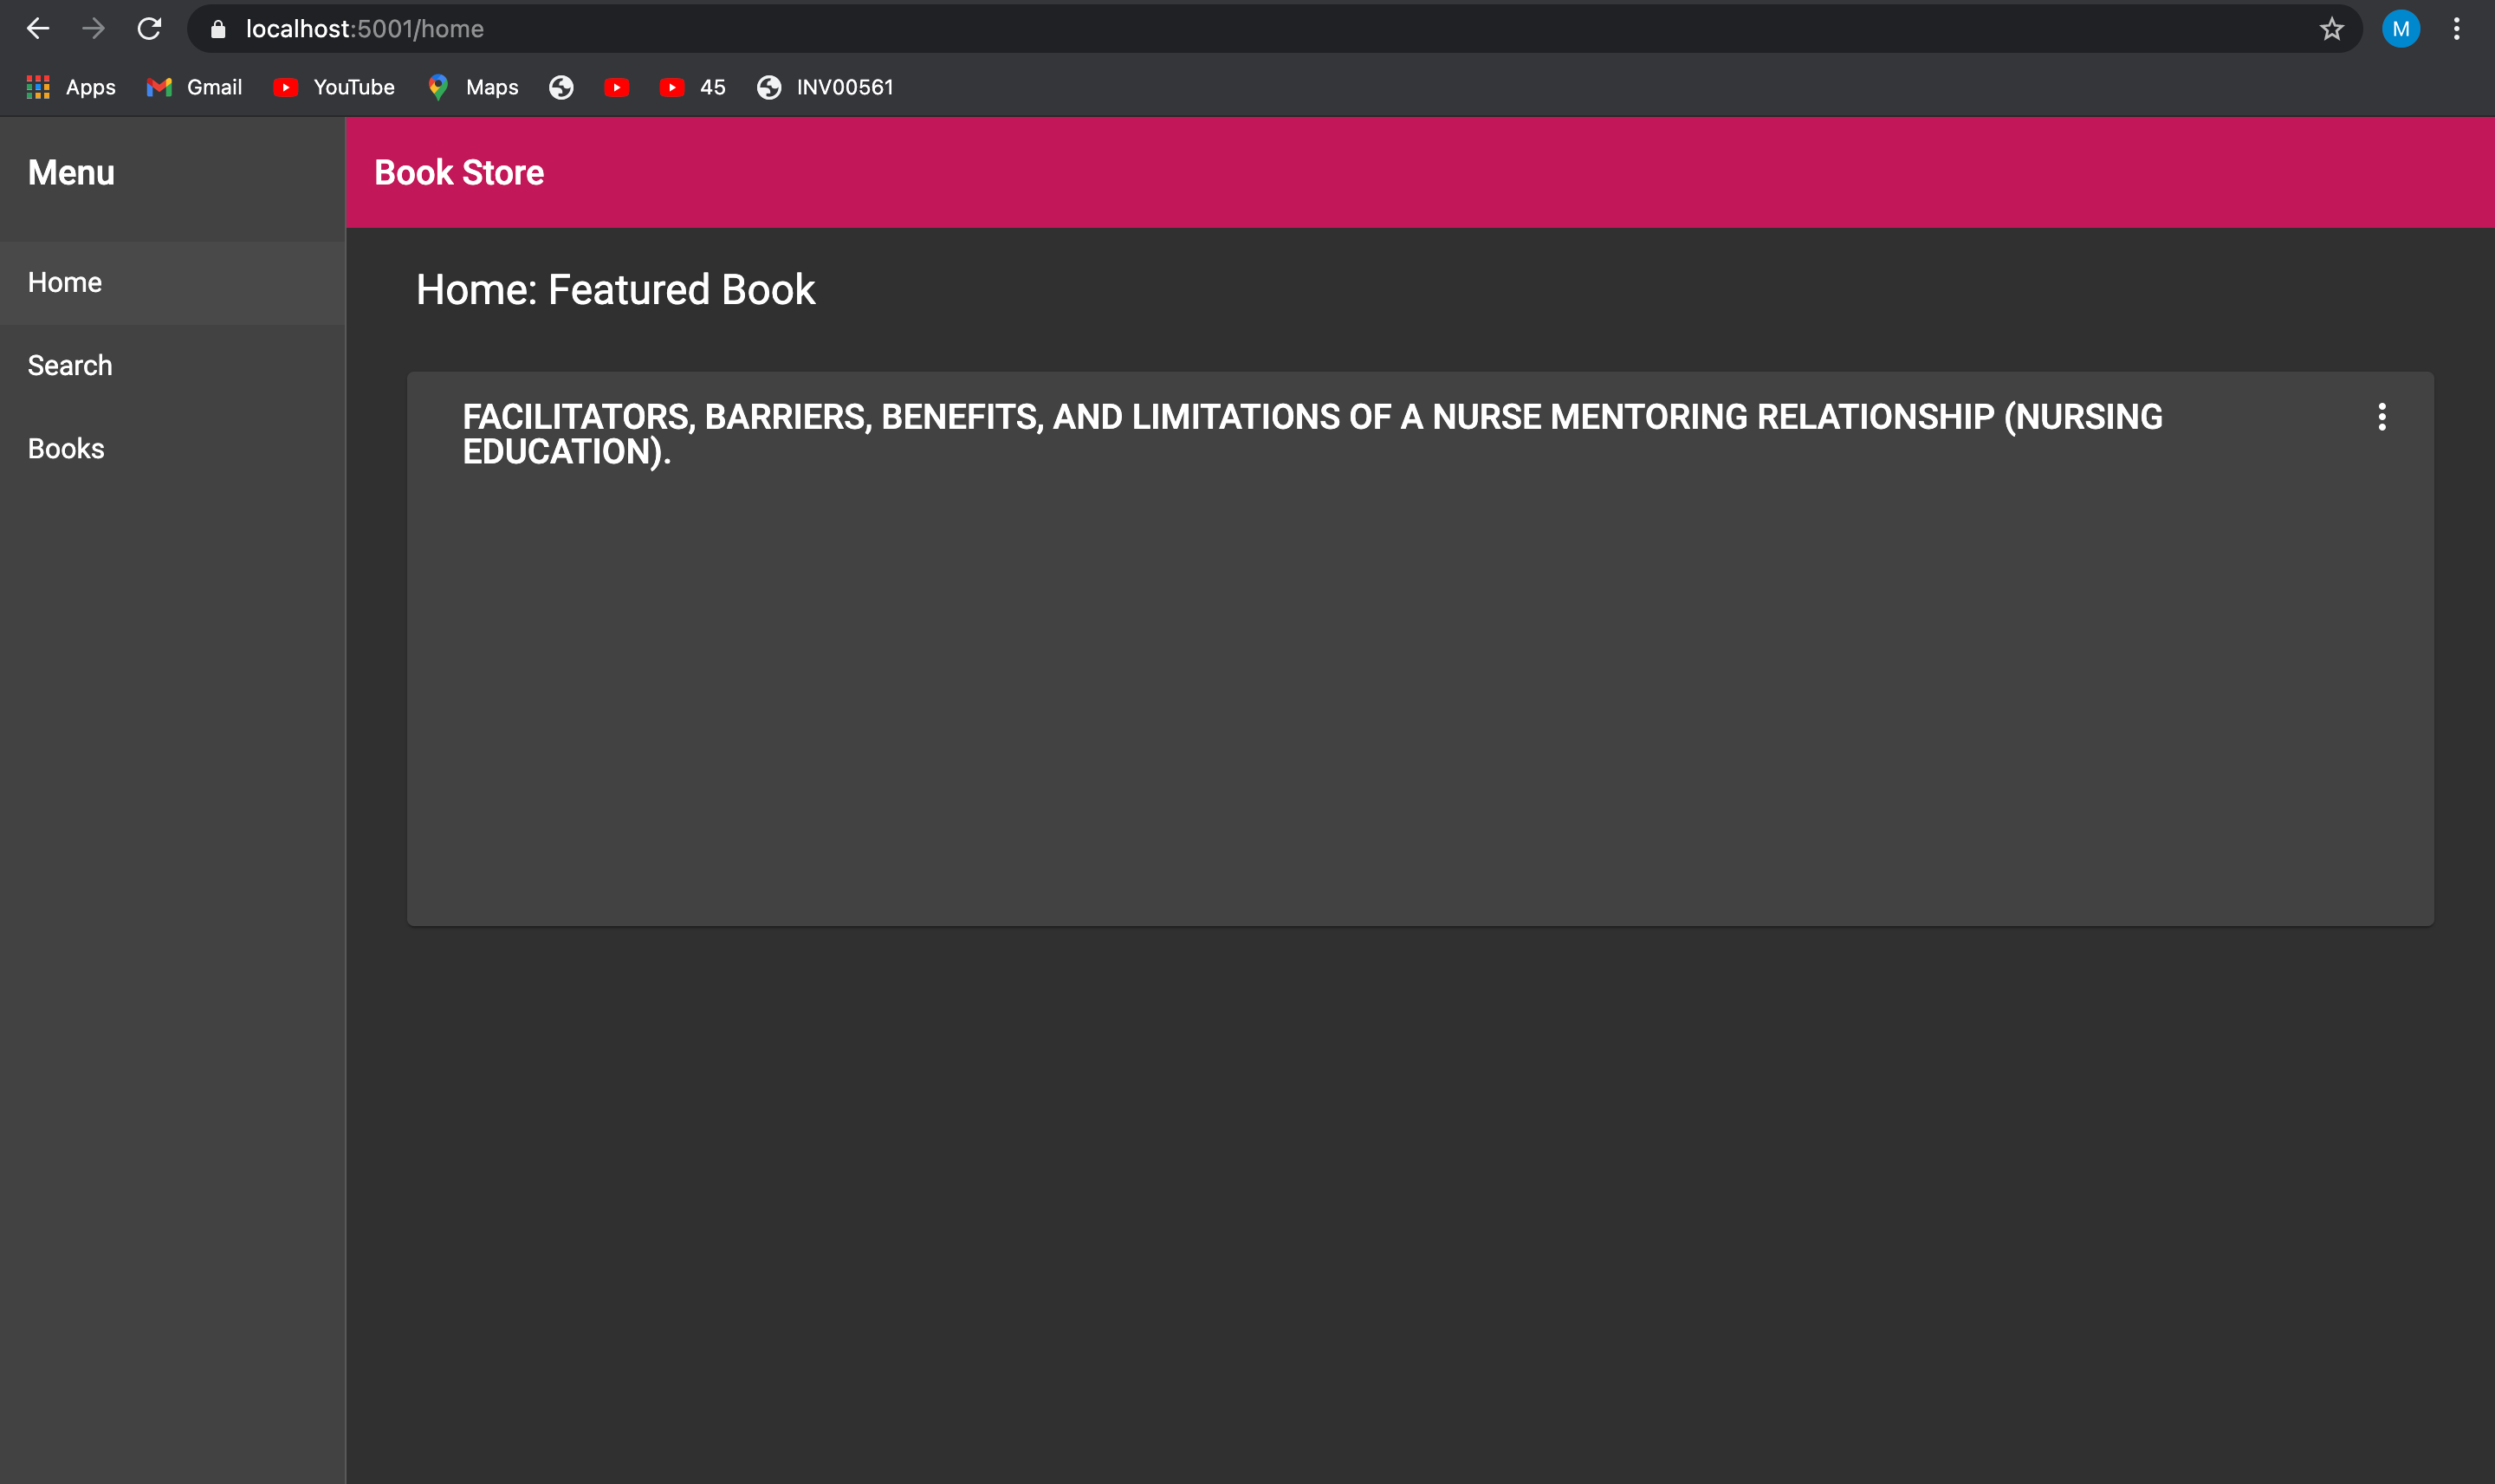 localhost:5001/home
M
Apps Gmail YouTube Maps 45 INV00561
Menu
Book Store
Home
Home: Featured Book
Search
FACILITATORS, BARRIERS, BENEFITS, AND LIMITATIONS OF A NURSE MENTORING RELATIONSHIP (NURSING
EDUCATION).
Books